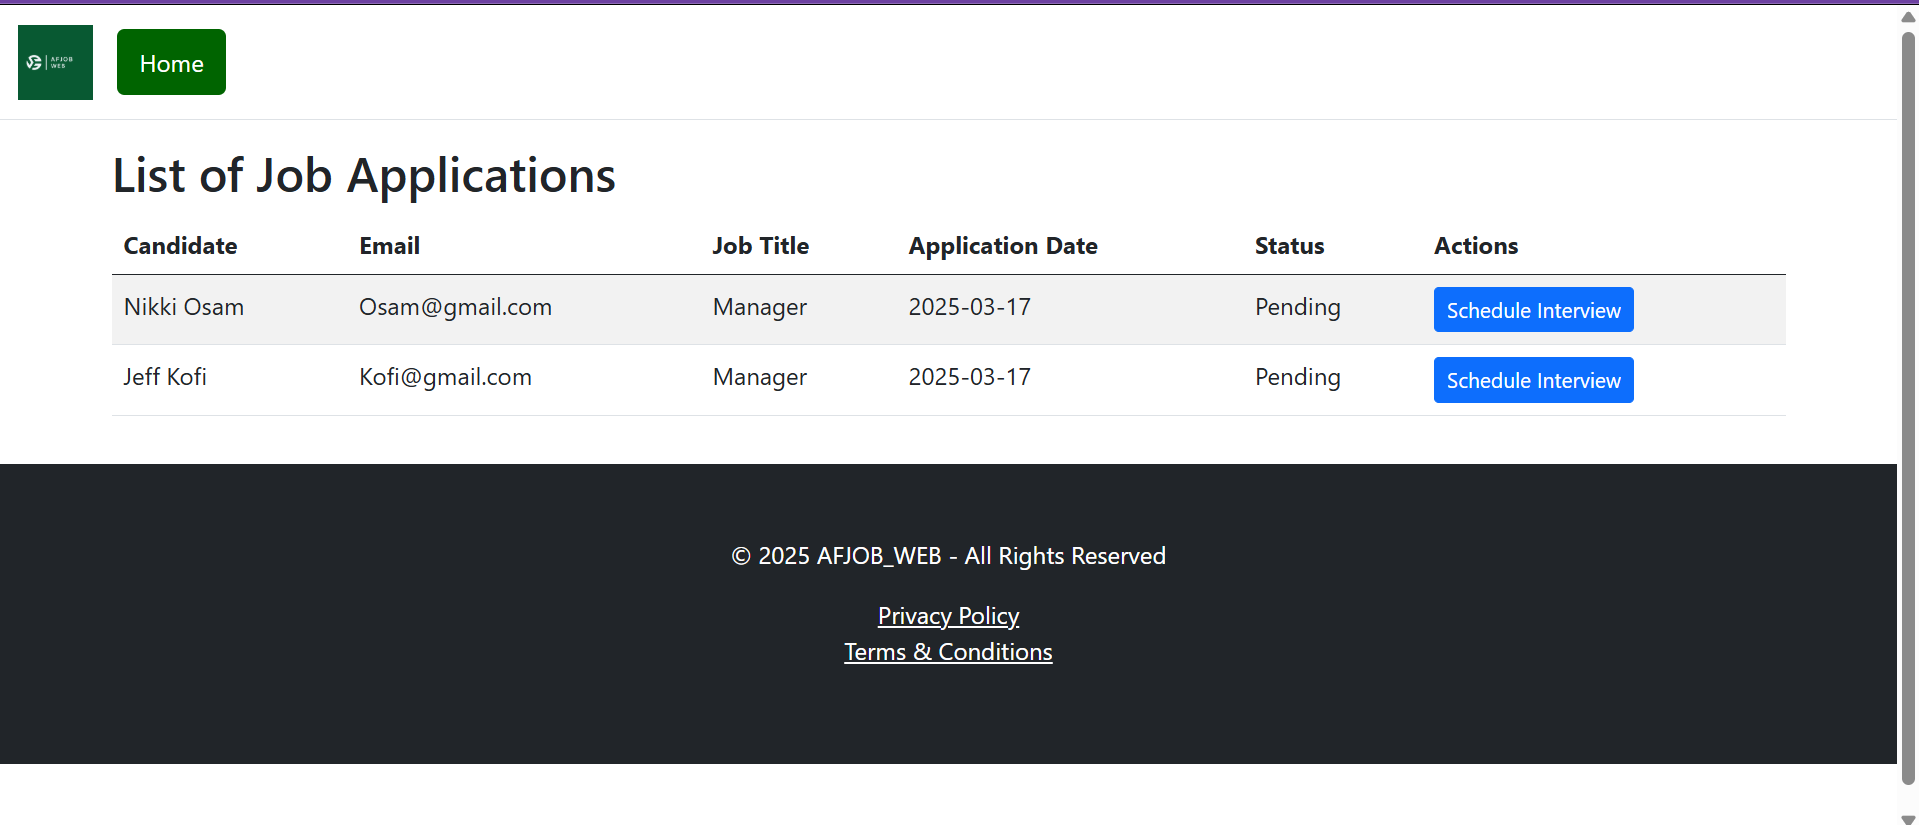 AFJOB
WEB
Home
List of Job Applications
Candidate Email Job Title Application Date Status Actions
Nikki Osam Osam@gmail.com Manager 2025-03-17 Pending Schedule Interview
Jeff Kofi Kofi@gmail.com Manager 2025-03-17 Pending Schedule Interview
© 2025 AFJOB_WEB - All Rights Reserved
Privacy Policy
Terms & Conditions